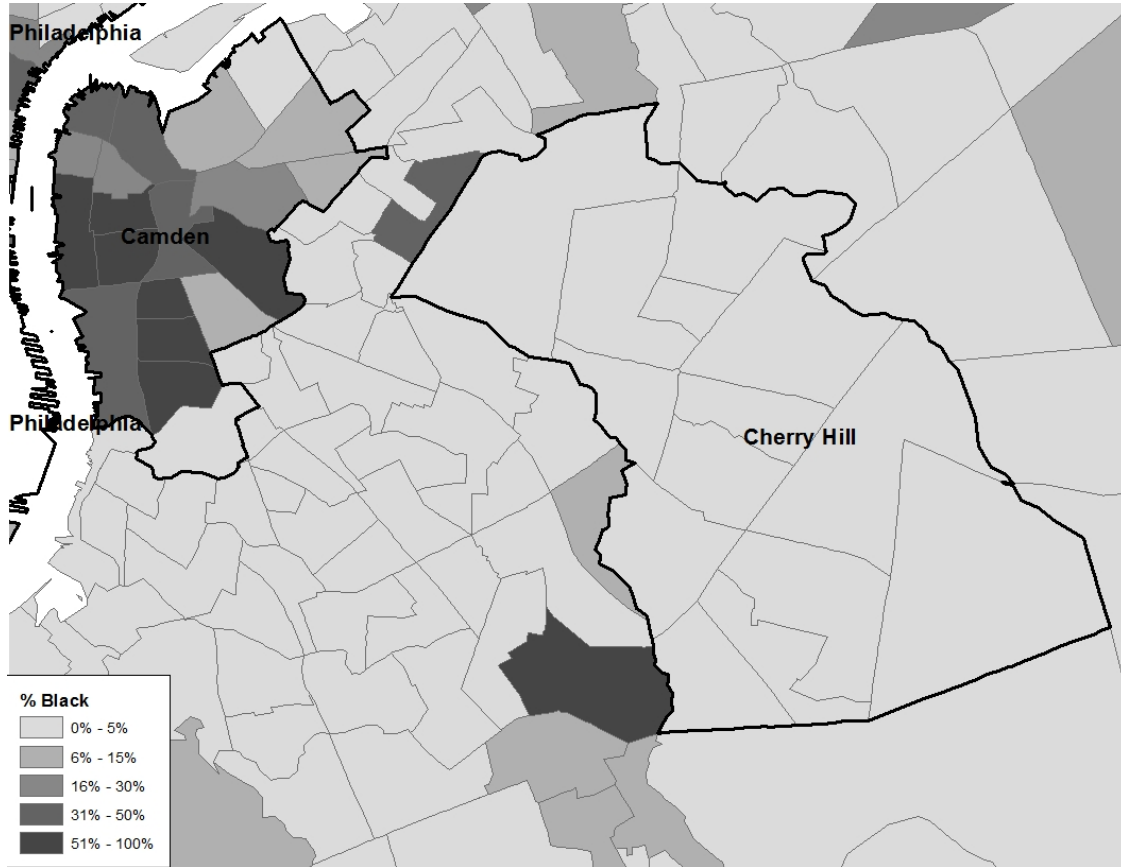 Philadelphia
Camden
Philadelphia
Cherry Hill
% Black
0% - 5%
6% - 15%
16% - 30%
31% - 50%
51% - 100%